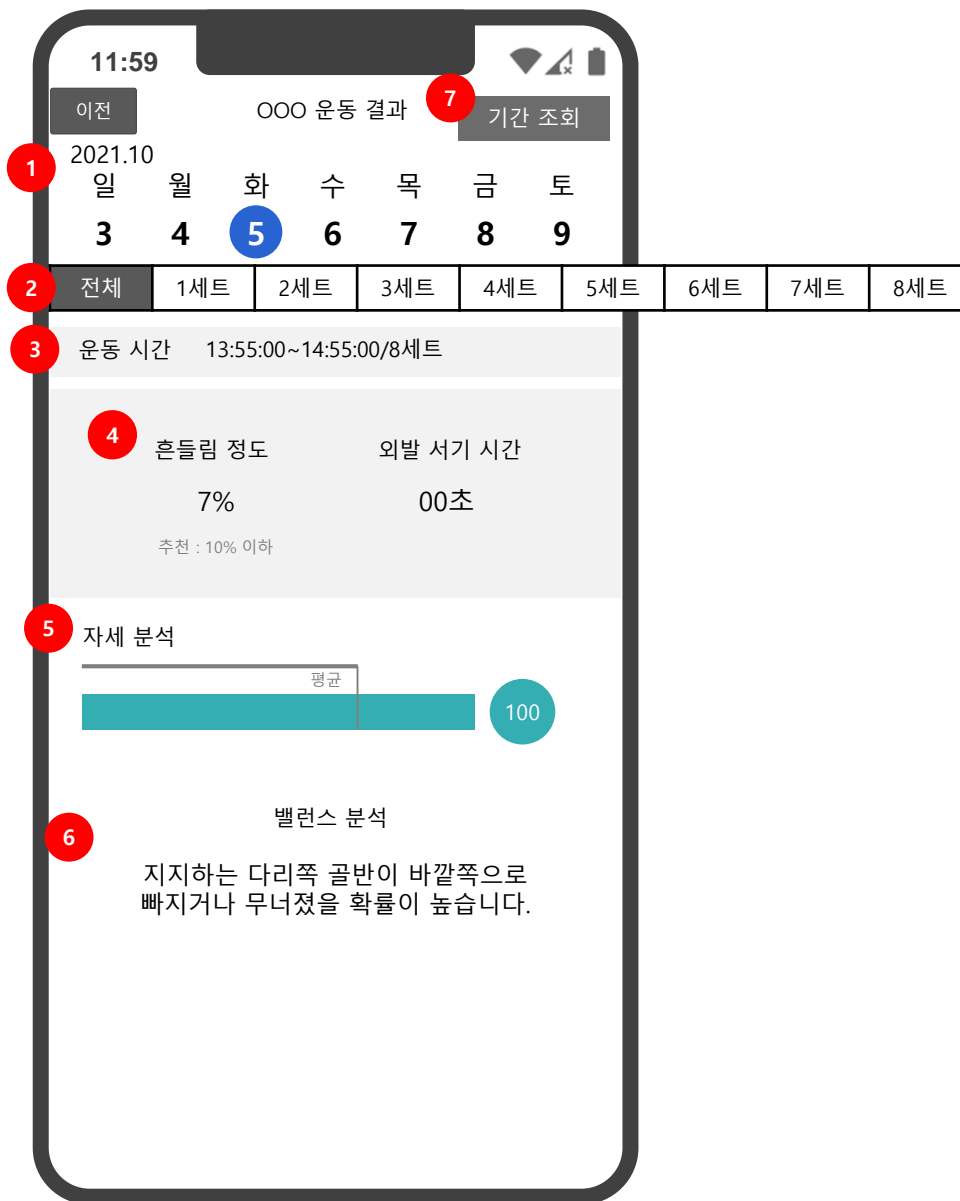 11:59
이전
OOO 운동 결과
7
기간 조회
1
2021.10
일 월 화 수 목 금 토
3 4 5 6 7 8 9
2
전체 1세트 2세트 3세트 4세트 5세트 6세트 7세트 8세트
3
운동 시간 13:55:00~14:55:00/8세트
4
흔들림 정도 외발 서기 시간
7% 00초
추천 : 10% 이하
5
자세 분석
평균
100
밸런스 분석
6
지지하는 다리쪽 골반이 바깥쪽으로
빠지거나 무너졌을 확률이 높습니다.